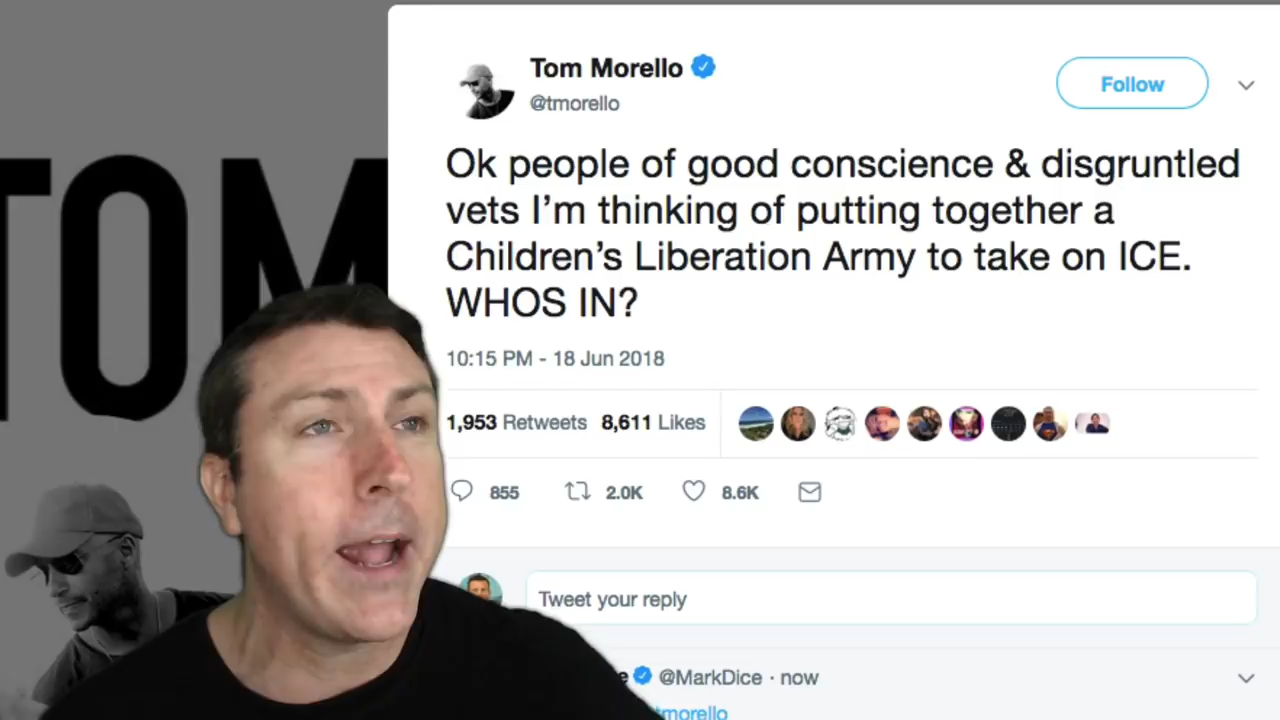 TOM
Tom Morello
@tmorello
Follow
Ok people of good conscience & disgruntled
vets I’m thinking of putting together a
Children’s Liberation Army to take on ICE.
WHOS IN?
10:15 PM - 18 Jun 2018
1,953 Retweets 8,611 Likes
855 2.0K 8.6K
Tweet your reply
@MarkDice · now
tmorello